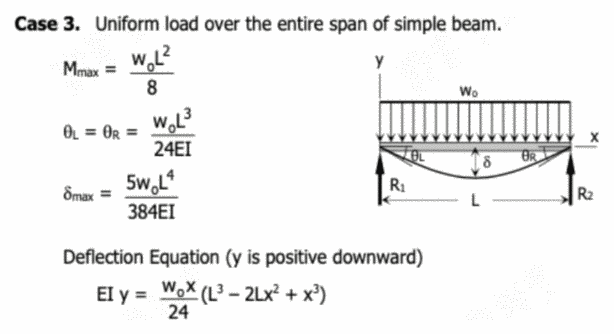 Case 3. Uniform load over the entire span of simple beam.
Mmax = wₒL² / 8
θL = θR = wₒL³ / 24EI
δmax = 5wₒL⁴ / 384EI
y
wₒ
x
θL
δ
θR
R₁
L
R₂
Deflection Equation (y is positive downward)
EI y = wₒx / 24 (L³ – 2Lx² + x³)